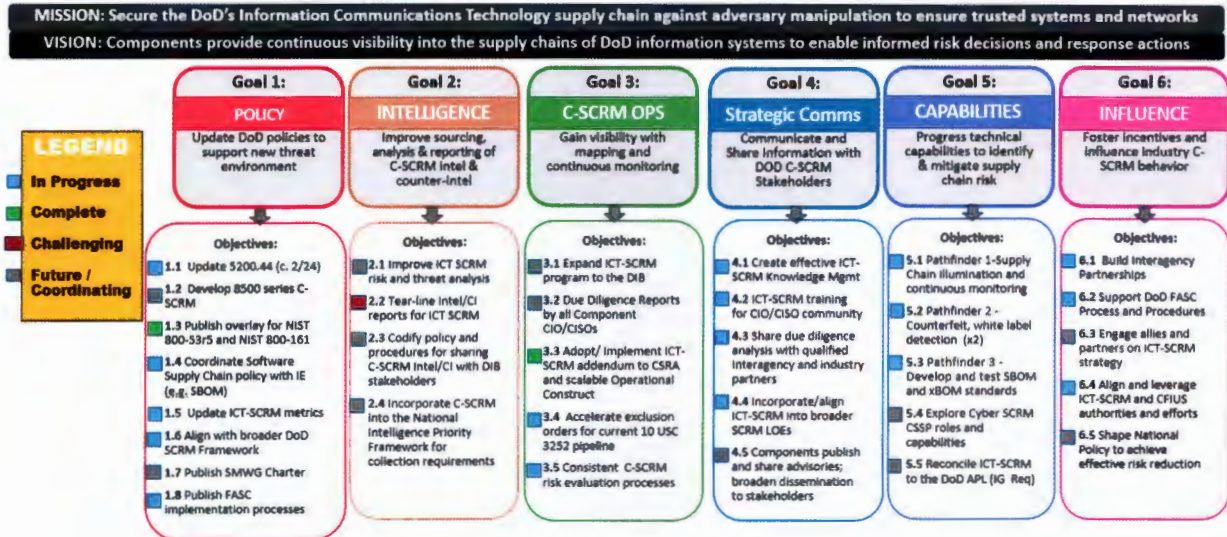 MISSION: Secure the DoD's Information Communications Technology supply chain against adversary manipulation to ensure trusted systems and networks
VISION: Components provide continuous visibility into the supply chains of DoD information systems to enable informed risk decisions and response actions
LEGEND
In Progress
Complete
Challenging
Future /
Coordinating
Goal 1:
POLICY
Update DoD policies to
support new threat
environment
Objectives:
1.1 Update 5200.44 (c. 2/24)
1.2 Develop 8500 series C-
SCRM
1.3 Publish overlay for NIST
800-53r5 and NIST 800-161
1.4 Coordinate Software
Supply Chain policy with IE
(e.g. SBOM)
1.5 Update ICT-SCRM metrics
1.6 Align with broader DoD
SCRM Framework
1.7 Publish SMWG Charter
1.8 Publish FASC
implementation processes
Goal 2:
INTELLIGENCE
Improve sourcing,
analysis & reporting of
C-SCRM Intel &
counter-intel
Objectives:
2.1 Improve ICT SCRM
risk and threat analysis
2.2 Tear-line Intel/CI
reports for ICT SCRM
2.3 Codify policy and
procedures for sharing
C-SCRM Intel/CI with DIB
stakeholders
2.4 Incorporate C-SCRM
into the National
Intelligence Priority
Framework for
collection requirements
Goal 3:
C-SCRM OPS
Gain visibility with
mapping and
continuous monitoring
Objectives:
3.1 Expand ICT-SCRM
program to the DIB
3.2 Due Diligence Reports
by all Component
CIO/CISOs
3.3 Adopt/ Implement ICT-
SCRM addendum to CSRA
and scalable Operational
Construct
3.4 Accelerate exclusion
orders for current 10 USC
3252 pipeline
3.5 Consistent C-SCRM
risk evaluation processes
Goal 4:
Strategic Comms
Communicate and
Share Information with
DOD C-SCRM
Stakeholders
Objectives:
4.1 Create effective ICT-
SCRM Knowledge Mgmt
4.2 ICT-SCRM training
for CIO/CISO community
4.3 Share due diligence
analysis with qualified
interagency and industry
partners
4.4 Incorporate/align
ICT-SCRM into broader
SCRM LOEs
4.5 Components publish
and share advisories;
broaden dissemination
to stakeholders
Goal 5:
CAPABILITIES
Progress technical
capabilities to identify
& mitigate supply
chain risk
Objectives:
5.1 Pathfinder 1-Supply
Chain Illumination and
continuous monitoring
5.2 Pathfinder 2 -
Counterfeit, white label
detection (x2)
5.3 Pathfinder 3 -
Develop and test SBOM
and xBOM standards
5.4 Explore Cyber SCRM
CSSP roles and
capabilities
5.5 Reconcile ICT-SCRM
to the DoD APL (IG Req)
Goal 6:
INFLUENCE
Foster incentives and
influence Industry C-
SCRM behavior
Objectives:
6.1 Build Interagency
Partnerships
6.2 Support DoD FASC
Process and Procedures
6.3 Engage allies and
partners on ICT-SCRM
strategy
6.4 Align and leverage
ICT-SCRM and CFIUS
authorities and efforts
6.5 Shape National
Policy to achieve
effective risk reduction